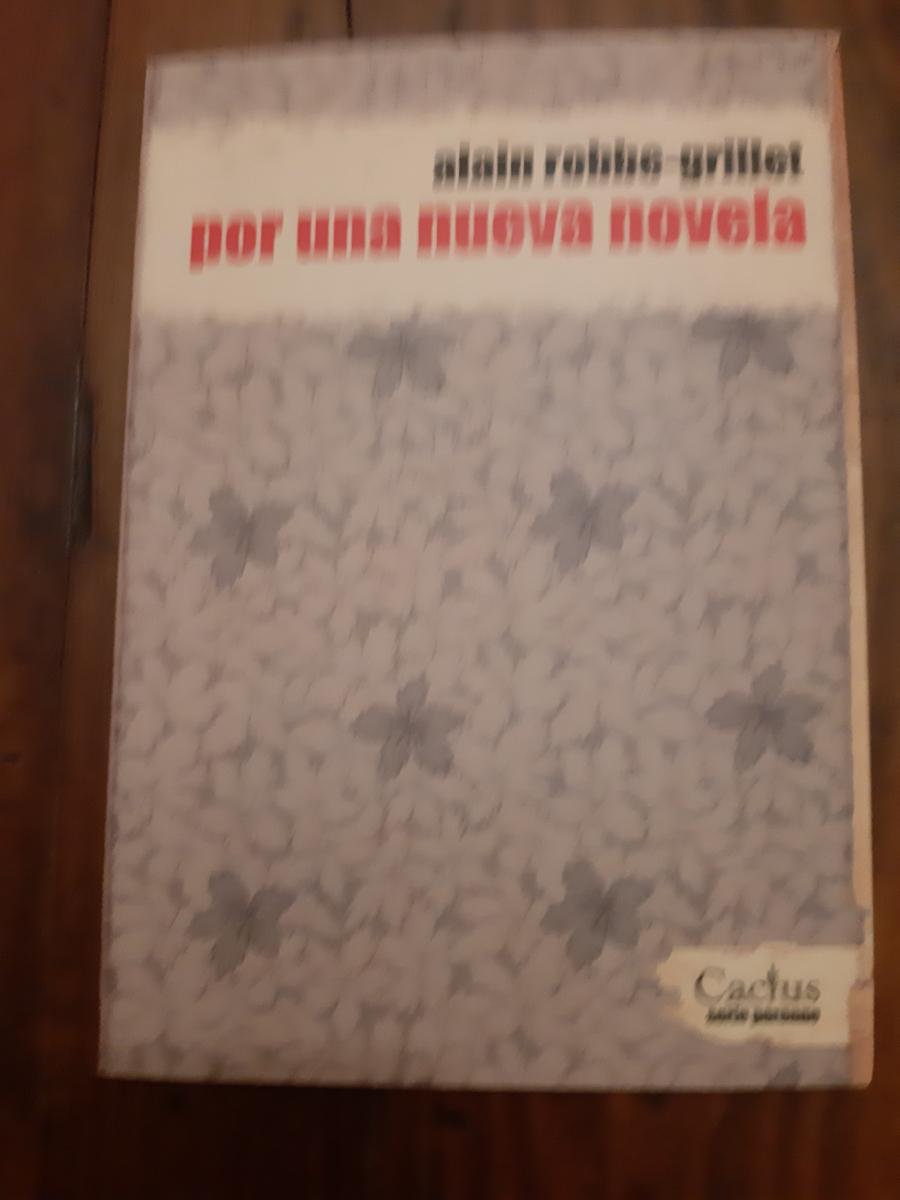 alain robbe-grillet
por una nueva novela
Cactus
serie perenne